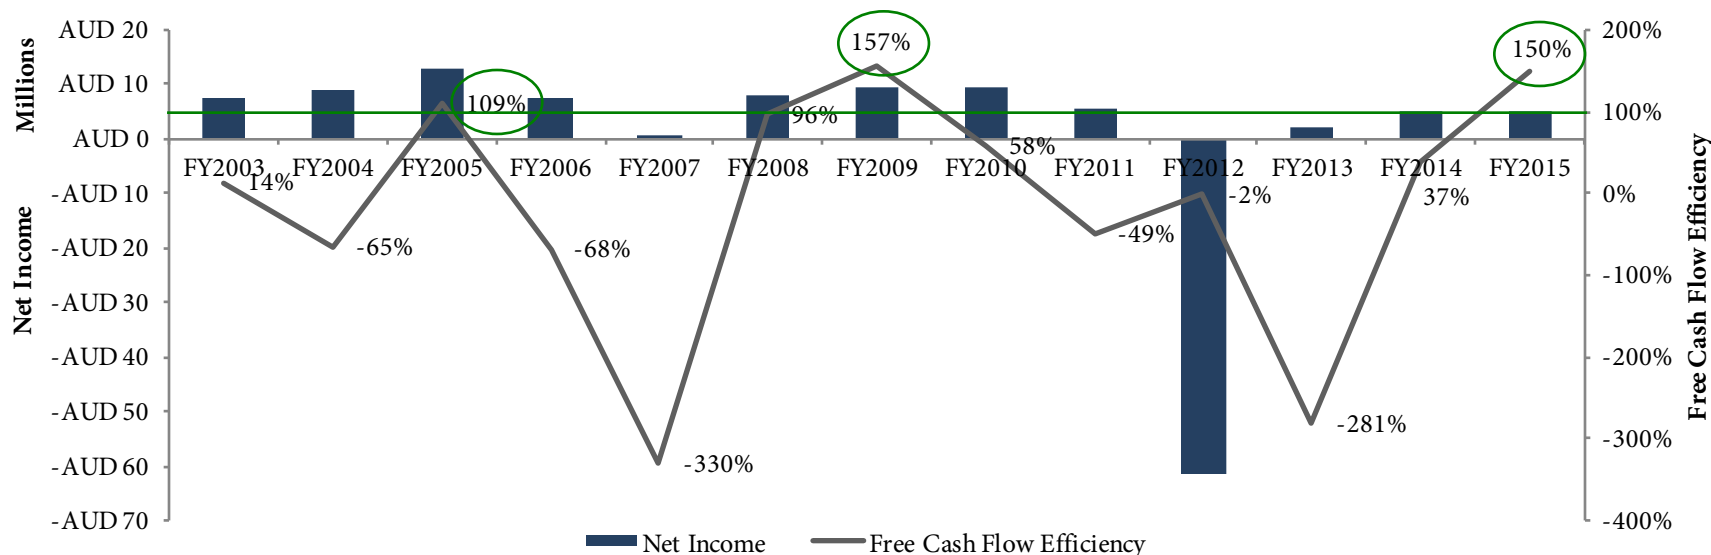 Millions
Net Income
AUD 20
AUD 10
AUD 0
-AUD 10
-AUD 20
-AUD 30
-AUD 40
-AUD 50
-AUD 60
-AUD 70
FY2003
FY2004
FY2005
FY2006
FY2007
FY2008
FY2009
FY2010
FY2011
FY2012
FY2013
FY2014
FY2015
14%
-65%
109%
-68%
-330%
96%
157%
58%
-49%
-2%
-281%
37%
150%
200%
100%
0%
-100%
-200%
-300%
-400%
Free Cash Flow Efficiency
Net Income
Free Cash Flow Efficiency